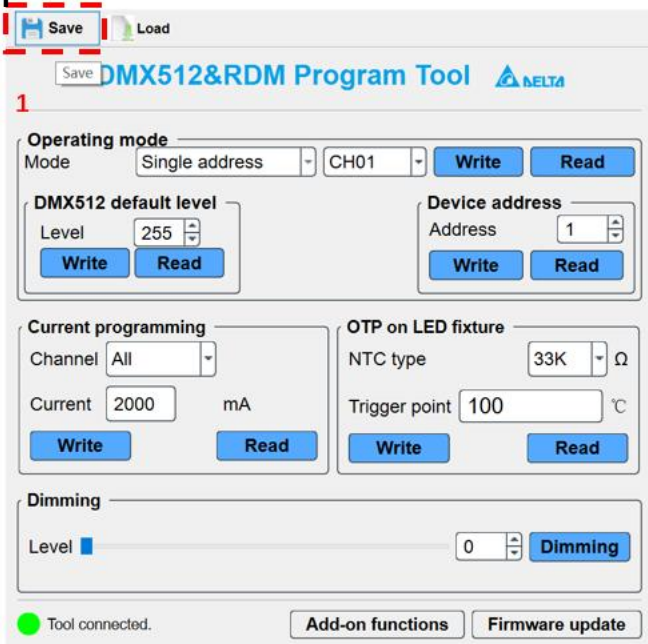 Save Load
Save DMX512&RDM Program Tool DELTA
1
Operating mode
Mode Single address CH01 Write Read
DMX512 default level Device address
Level 255 Address 1
Write Read Write Read
Current programming OTP on LED fixture
Channel All NTC type 33K Ω
Current 2000 mA Trigger point 100 ℃
Write Read Write Read
Dimming
Level 0 Dimming
Tool connected. Add-on functions Firmware update